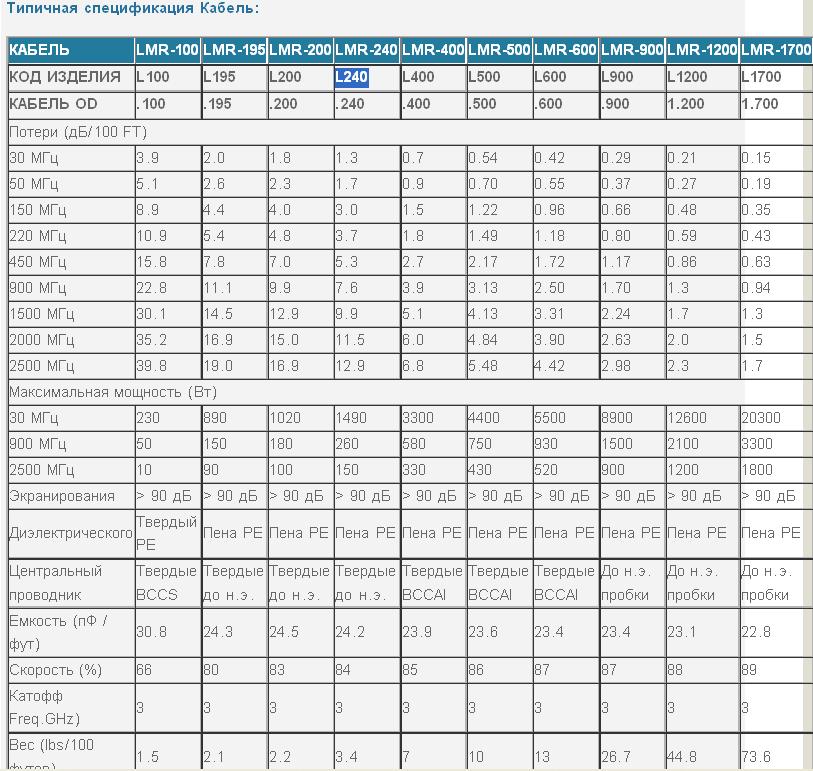 Типичная спецификация Кабель:
КАБЕЛЬ LMR-100 LMR-195 LMR-200 LMR-240 LMR-400 LMR-500 LMR-600 LMR-900 LMR-1200 LMR-1700
КОД ИЗДЕЛИЯ L100 L195 L200 L240 L400 L500 L600 L900 L1200 L1700
КАБЕЛЬ OD .100 .195 .200 .240 .400 .500 .600 .900 1.200 1.700
Потери (дБ/100 FT)
30 МГц 3.9 2.0 1.8 1.3 0.7 0.54 0.42 0.29 0.21 0.15
50 МГц 5.1 2.6 2.3 1.7 0.9 0.70 0.55 0.37 0.27 0.19
150 МГц 8.9 4.4 4.0 3.0 1.5 1.22 0.96 0.66 0.48 0.35
220 МГц 10.9 5.4 4.8 3.7 1.8 1.49 1.18 0.80 0.59 0.43
450 МГц 15.8 7.8 7.0 5.3 2.7 2.17 1.72 1.17 0.86 0.63
900 МГц 22.8 11.1 9.9 7.6 3.9 3.13 2.50 1.70 1.3 0.94
1500 МГц 30.1 14.5 12.9 9.9 5.1 4.13 3.31 2.24 1.7 1.3
2000 МГц 35.2 16.9 15.0 11.5 6.0 4.84 3.90 2.63 2.0 1.5
2500 МГц 39.8 19.0 16.9 12.9 6.8 5.48 4.42 2.98 2.3 1.7
Максимальная мощность (Вт)
30 МГц 230 890 1020 1490 3300 4400 5500 8900 12600 20300
900 МГц 50 150 180 260 580 750 930 1500 2100 3300
2500 МГц 10 90 100 150 330 430 520 900 1200 1800
Экранирования > 90 дБ > 90 дБ > 90 дБ > 90 дБ > 90 дБ > 90 дБ > 90 дБ > 90 дБ > 90 дБ > 90 дБ
Диэлектрического Твердый PE Пена PE Пена PE Пена PE Пена PE Пена PE Пена PE Пена PE Пена PE Пена PE
Центральный Твердые Твердые Твердые Твердые Твердые Твердые Твердые До н.э. До н.э. До н.э.
проводник BCCS до н.э. до н.э. до н.э. BCCAI BCCAI BCCAI пробки пробки пробки
Емкость (пФ / фут) 30.8 24.3 24.5 24.2 23.9 23.6 23.4 23.4 23.1 22.8
Скорость (%) 66 80 83 84 85 86 87 87 88 89
Катофф Freq.GHz) 3 3 3 3 3 3 3 3 3 3
Вес (lbs/100 футов) 1.5 2.1 2.2 3.4 7 10 13 26.7 44.8 73.6